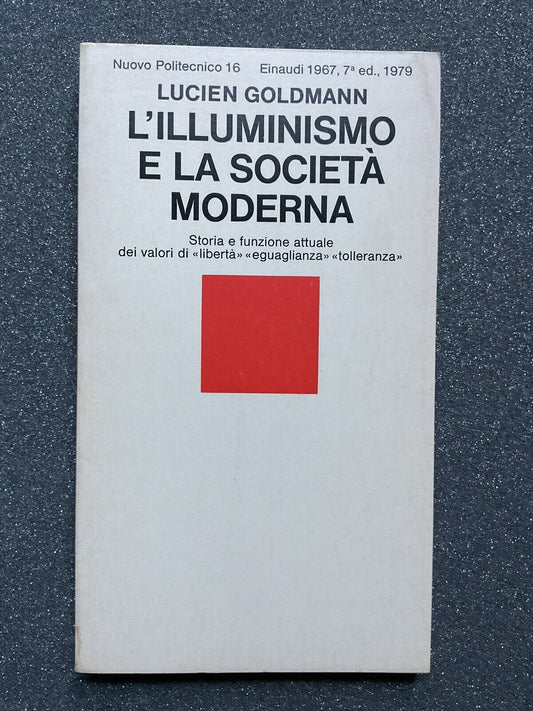 Nuovo Politecnico 16 Einaudi 1967, 7ª ed., 1979
LUCIEN GOLDMANN
L'ILLUMINISMO
E LA SOCIETÀ
MODERNA
Storia e funzione attuale
dei valori di «libertà» «eguaglianza» «tolleranza»